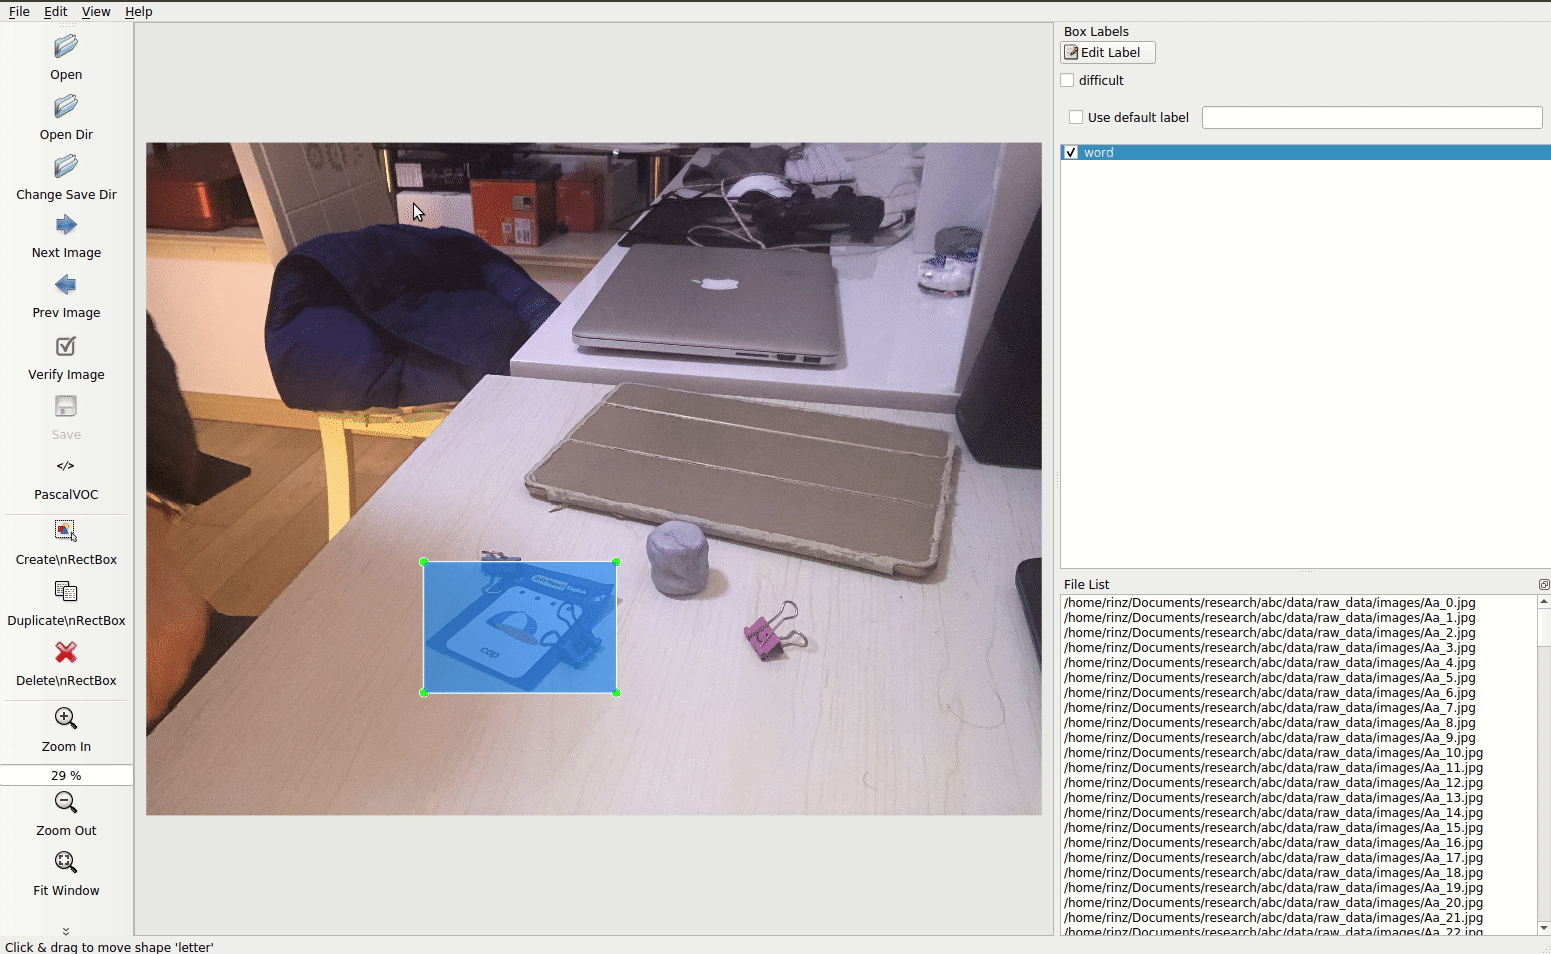 File Edit View Help
Open
Open Dir
Change Save Dir
Next Image
Prev Image
Verify Image
Save
</>
PascalVOC
Create\nRectBox
Duplicate\nRectBox
Delete\nRectBox
Zoom In
29 %
Zoom Out
Fit Window
cap
Box Labels
Edit Label
difficult
Use default label
word
File List
/home/rinz/Documents/research/abc/data/raw_data/images/Aa_0.jpg
/home/rinz/Documents/research/abc/data/raw_data/images/Aa_1.jpg
/home/rinz/Documents/research/abc/data/raw_data/images/Aa_2.jpg
/home/rinz/Documents/research/abc/data/raw_data/images/Aa_3.jpg
/home/rinz/Documents/research/abc/data/raw_data/images/Aa_4.jpg
/home/rinz/Documents/research/abc/data/raw_data/images/Aa_5.jpg
/home/rinz/Documents/research/abc/data/raw_data/images/Aa_6.jpg
/home/rinz/Documents/research/abc/data/raw_data/images/Aa_7.jpg
/home/rinz/Documents/research/abc/data/raw_data/images/Aa_8.jpg
/home/rinz/Documents/research/abc/data/raw_data/images/Aa_9.jpg
/home/rinz/Documents/research/abc/data/raw_data/images/Aa_10.jpg
/home/rinz/Documents/research/abc/data/raw_data/images/Aa_11.jpg
/home/rinz/Documents/research/abc/data/raw_data/images/Aa_12.jpg
/home/rinz/Documents/research/abc/data/raw_data/images/Aa_13.jpg
/home/rinz/Documents/research/abc/data/raw_data/images/Aa_14.jpg
/home/rinz/Documents/research/abc/data/raw_data/images/Aa_15.jpg
/home/rinz/Documents/research/abc/data/raw_data/images/Aa_16.jpg
/home/rinz/Documents/research/abc/data/raw_data/images/Aa_17.jpg
/home/rinz/Documents/research/abc/data/raw_data/images/Aa_18.jpg
/home/rinz/Documents/research/abc/data/raw_data/images/Aa_19.jpg
/home/rinz/Documents/research/abc/data/raw_data/images/Aa_20.jpg
/home/rinz/Documents/research/abc/data/raw_data/images/Aa_21.jpg
/home/rinz/Documents/research/abc/data/raw_data/images/Aa_22.jpg
Click & drag to move shape 'letter'